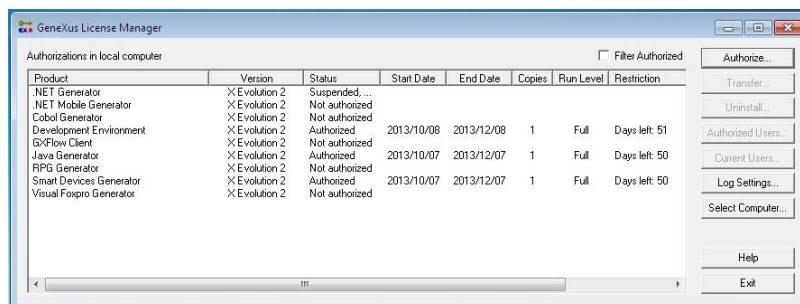 GeneXus License Manager
Authorizations in local computer
Filter Authorized
Product Version Status Start Date End Date Copies Run Level Restriction
.NET Generator X Evolution 2 Suspended, ...
.NET Mobile Generator X Evolution 2 Not authorized
Cobol Generator X Evolution 2 Not authorized
Development Environment X Evolution 2 Authorized 2013/10/08 2013/12/08 1 Full Days left: 51
GXFlow Client X Evolution 2 Not authorized
Java Generator X Evolution 2 Authorized 2013/10/07 2013/12/07 1 Full Days left: 50
RPG Generator X Evolution 2 Not authorized
Smart Devices Generator X Evolution 2 Authorized 2013/10/07 2013/12/07 1 Full Days left: 50
Visual Foxpro Generator X Evolution 2 Not authorized
Authorize...
Transfer...
Uninstall...
Authorized Users...
Current Users...
Log Settings...
Select Computer...
Help
Exit